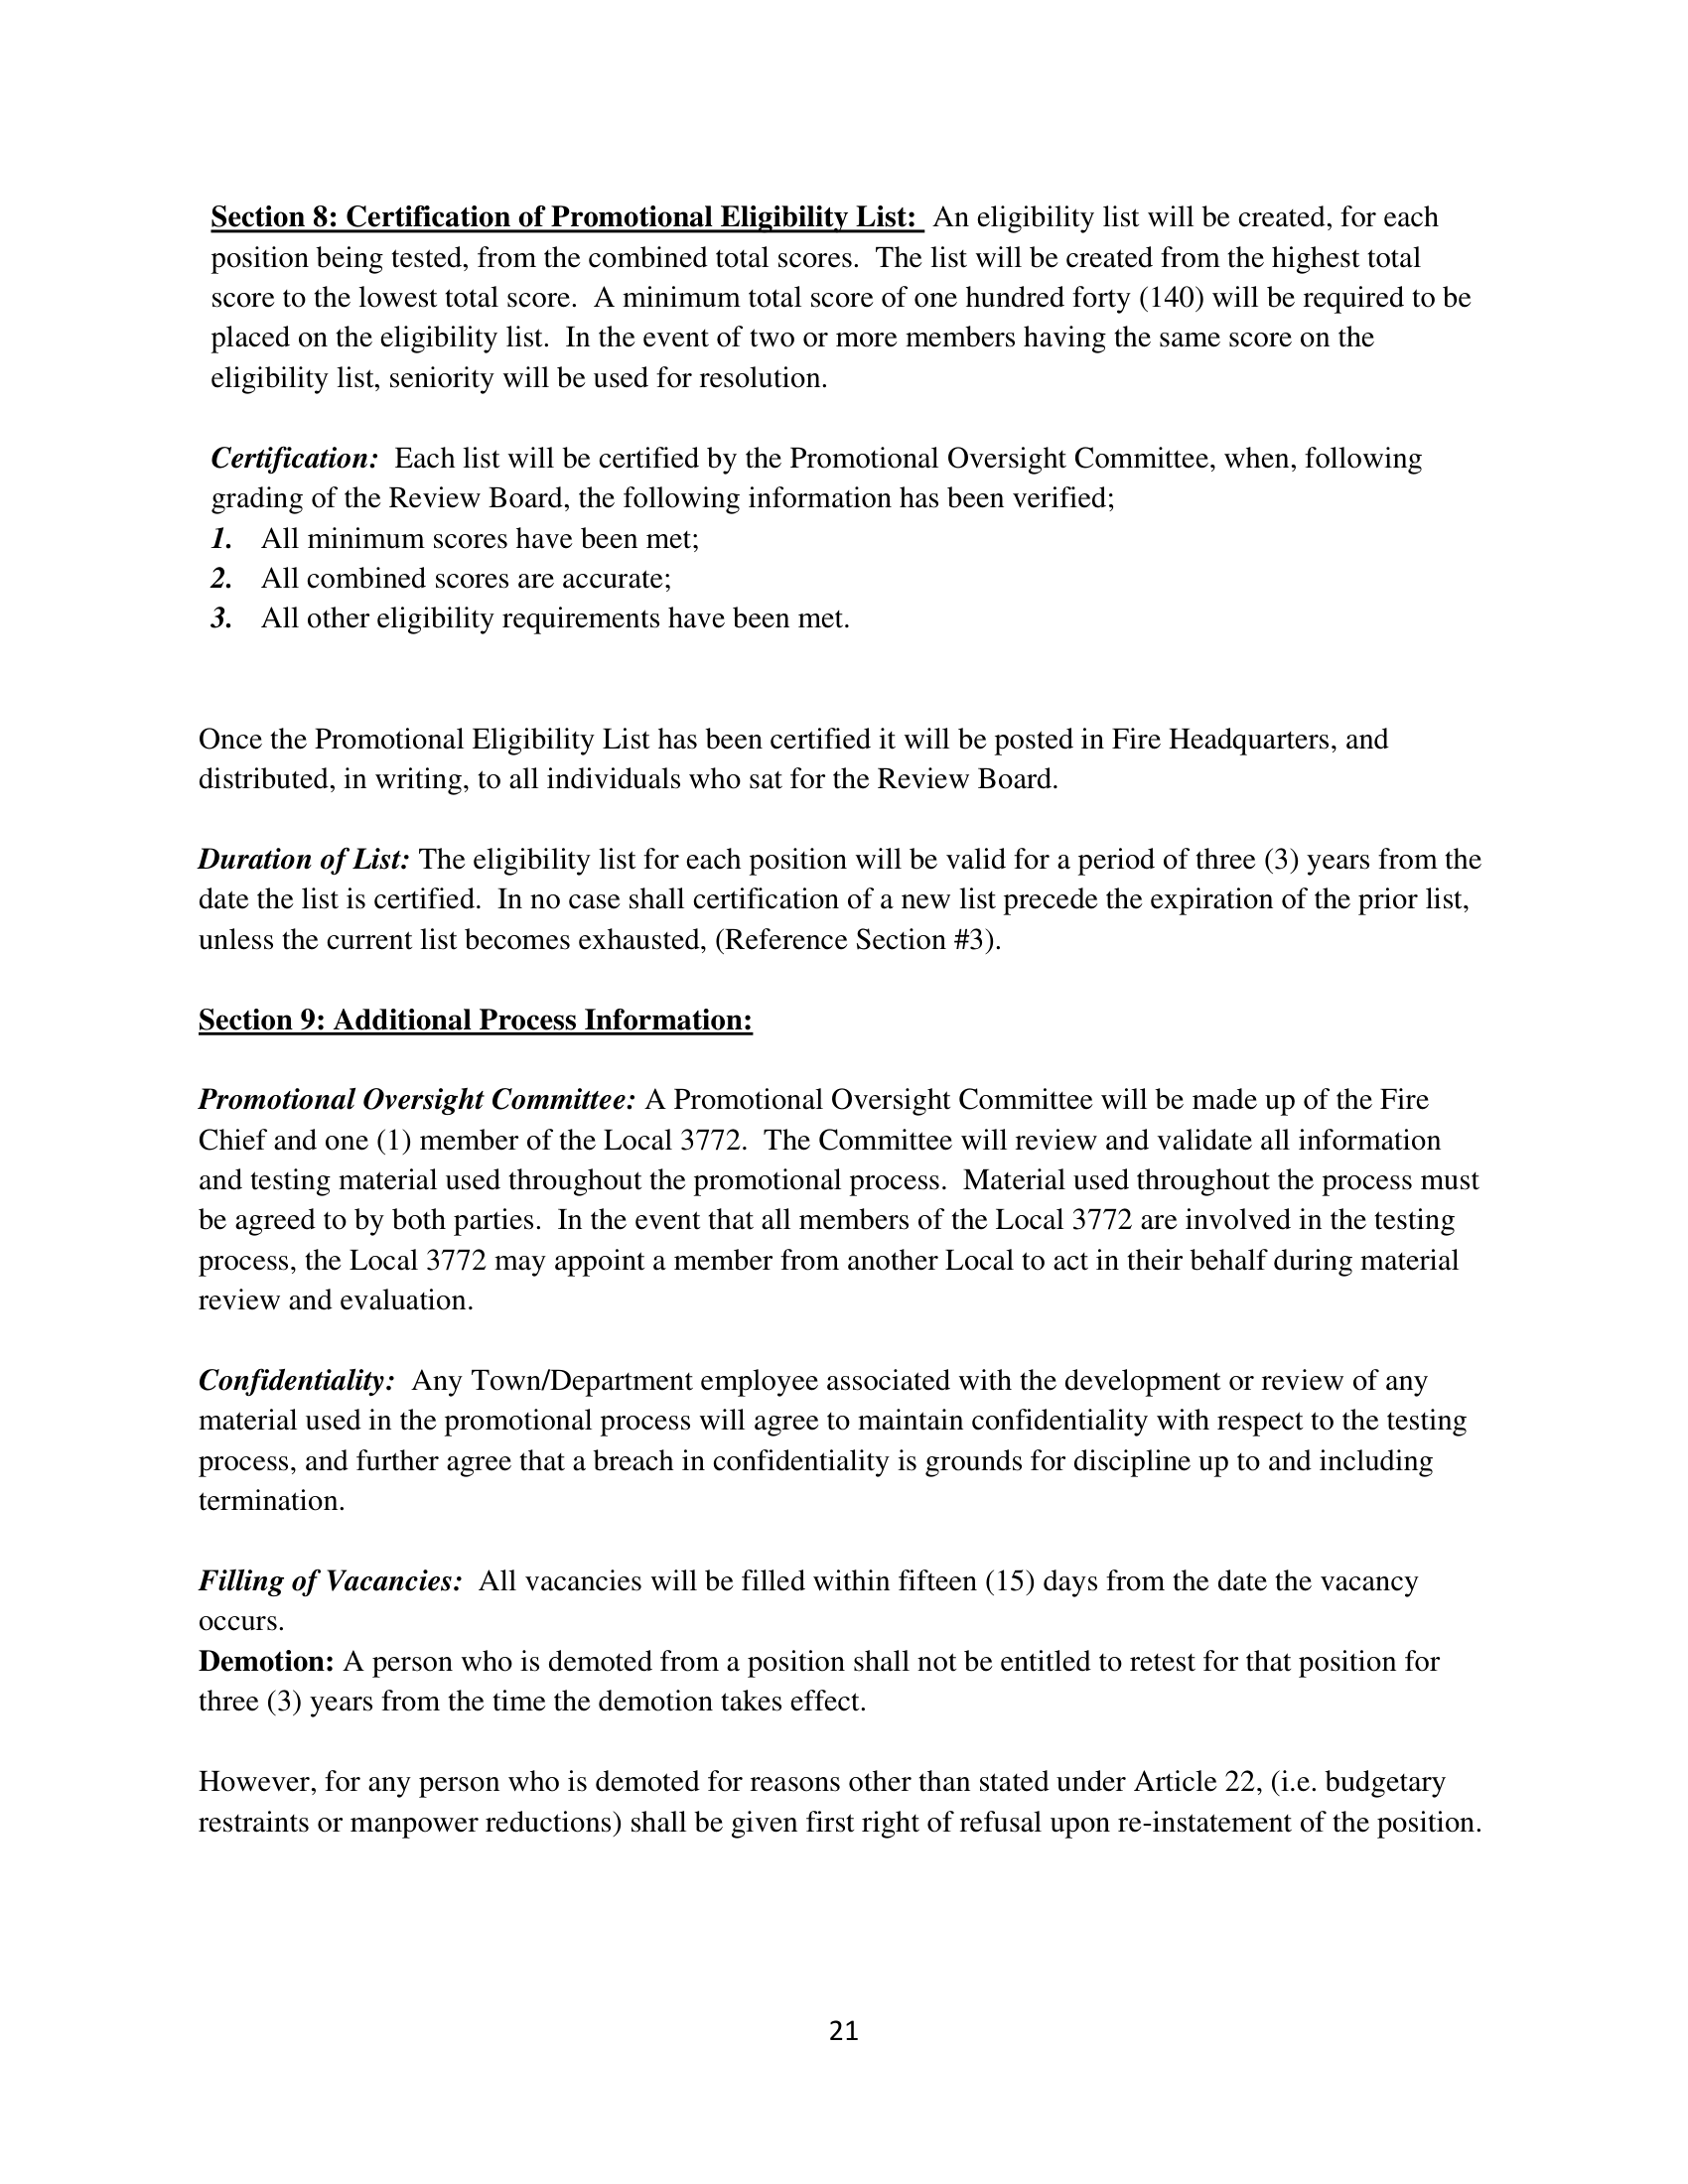 Section 8: Certification of Promotional Eligibility List: An eligibility list will be created, for each
position being tested, from the combined total scores. The list will be created from the highest total
score to the lowest total score. A minimum total score of one hundred forty (140) will be required to be
placed on the eligibility list. In the event of two or more members having the same score on the
eligibility list, seniority will be used for resolution.
Certification: Each list will be certified by the Promotional Oversight Committee, when, following
grading of the Review Board, the following information has been verified;
1. All minimum scores have been met;
2. All combined scores are accurate;
3. All other eligibility requirements have been met.
Once the Promotional Eligibility List has been certified it will be posted in Fire Headquarters, and
distributed, in writing, to all individuals who sat for the Review Board.
Duration of List: The eligibility list for each position will be valid for a period of three (3) years from the
date the list is certified. In no case shall certification of a new list precede the expiration of the prior list,
unless the current list becomes exhausted, (Reference Section #3).
Section 9: Additional Process Information:
Promotional Oversight Committee: A Promotional Oversight Committee will be made up of the Fire
Chief and one (1) member of the Local 3772. The Committee will review and validate all information
and testing material used throughout the promotional process. Material used throughout the process must
be agreed to by both parties. In the event that all members of the Local 3772 are involved in the testing
process, the Local 3772 may appoint a member from another Local to act in their behalf during material
review and evaluation.
Confidentiality: Any Town/Department employee associated with the development or review of any
material used in the promotional process will agree to maintain confidentiality with respect to the testing
process, and further agree that a breach in confidentiality is grounds for discipline up to and including
termination.
Filling of Vacancies: All vacancies will be filled within fifteen (15) days from the date the vacancy
occurs.
Demotion: A person who is demoted from a position shall not be entitled to retest for that position for
three (3) years from the time the demotion takes effect.
However, for any person who is demoted for reasons other than stated under Article 22, (i.e. budgetary
restraints or manpower reductions) shall be given first right of refusal upon re-instatement of the position.
21